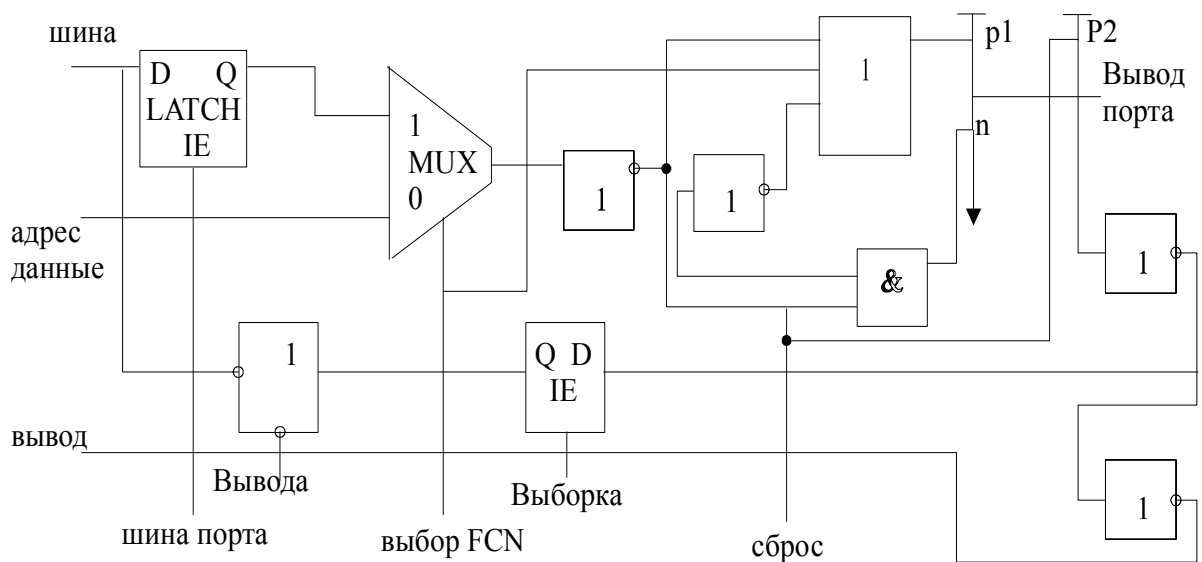 шина
D Q
LATCH
IE
1
MUX
0
адрес
данные
1
1
1
&
p1
P2
Вывод
порта
n
1
1
Q D
IE
вывод
Вывода
Выборка
1
шина порта
выбор FCN
сброс